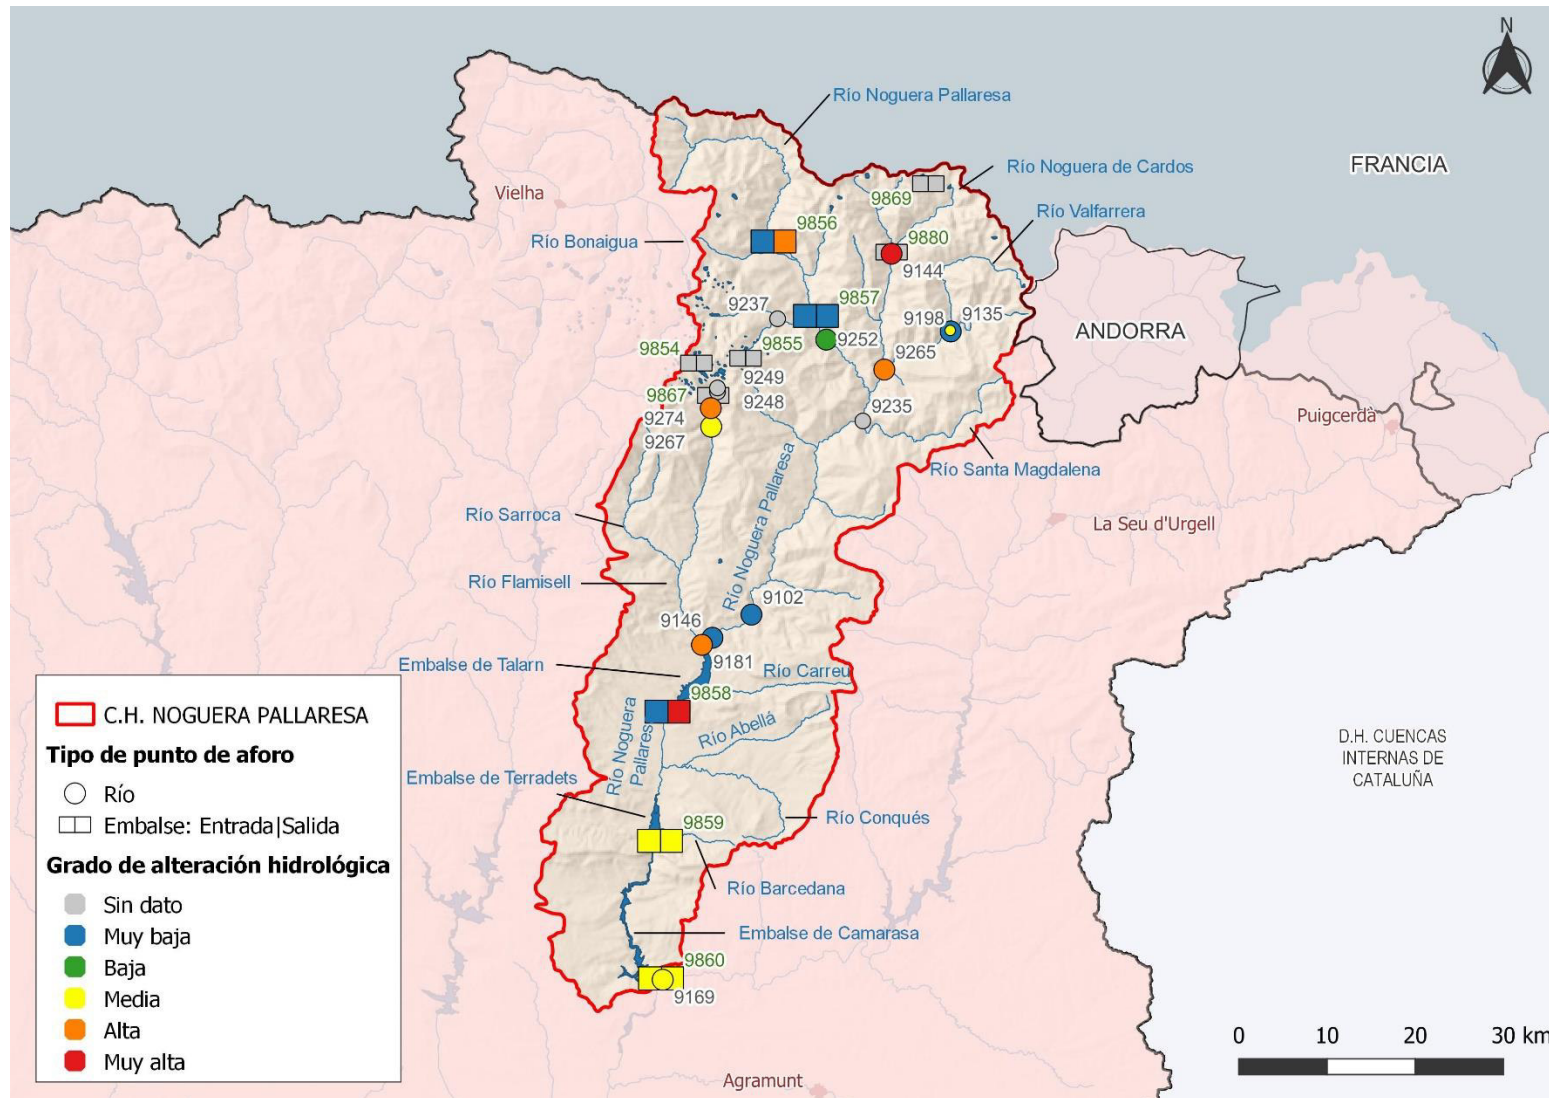 N
Río Noguera Pallaresa
FRANCIA
Río Noguera de Cardos
9869
Vielha
Río Valfarrera
9856
Río Bonaigua
9880
9144
9237
9857
9198
9135
ANDORRA
9252
9854
9855
9265
9249
9867
9248
9235
9274
Puigcerdà
9267
Río Santa Magdalena
Río Noguera Pallaresa
Río Sarroca
La Seu d'Urgell
Río Flamisell
9102
9146
Embalse de Talarn
9181
Río Carreu
9858
Río Abellá
Río Noguera
Pallaresa
D.H. CUENCAS
INTERNAS DE
CATALUÑA
Embalse de Terradets
9859
Río Conqués
Río Barcedana
Embalse de Camarasa
9860
9169
C.H. NOGUERA PALLARESA
Tipo de punto de aforo
Río
Embalse: Entrada|Salida
Grado de alteración hidrológica
Sin dato
Muy baja
Baja
Media
Alta
Muy alta
0 10 20 30 km
Agramunt